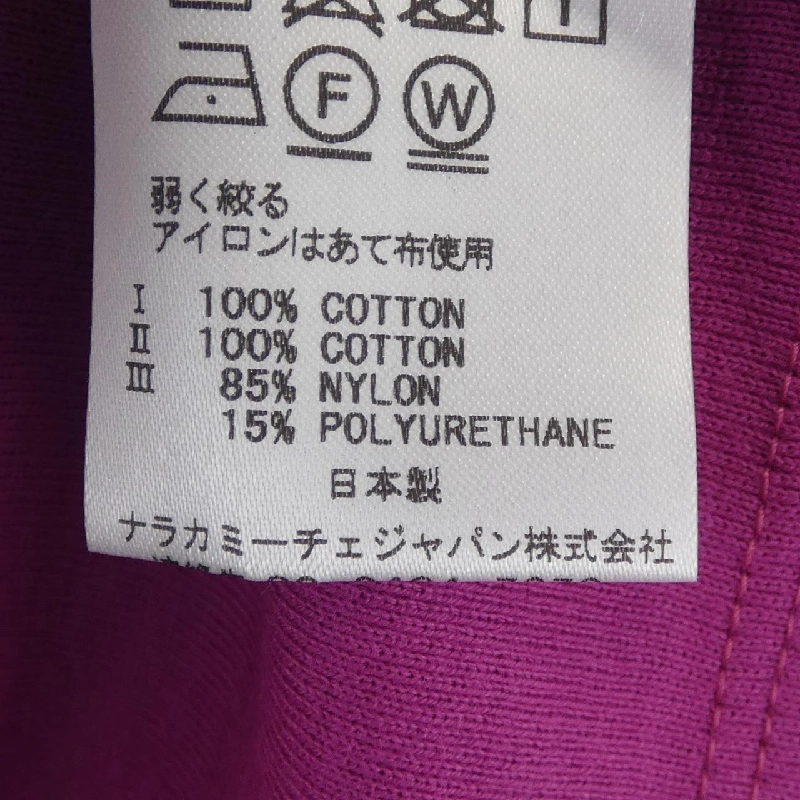 F W
弱く絞る
アイロンはあて布使用
I 100% COTTON
II 100% COTTON
III 85% NYLON
15% POLYURETHANE
日本製
ナラカミーチェジャパン株式会社